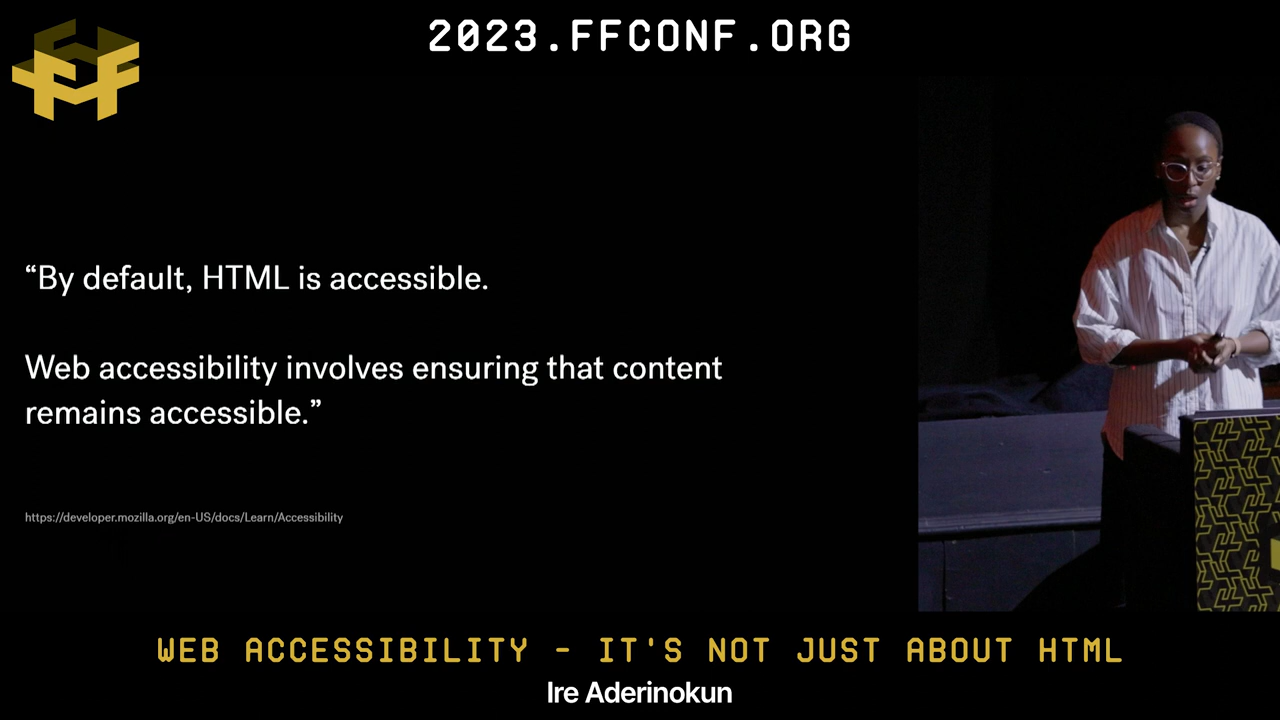 2023.FFCONF.ORG
“By default, HTML is accessible.
Web accessibility involves ensuring that content
remains accessible.”
https://developer.mozilla.org/en-US/docs/Learn/Accessibility
WEB ACCESSIBILITY - IT'S NOT JUST ABOUT HTML
Ire Aderinokun